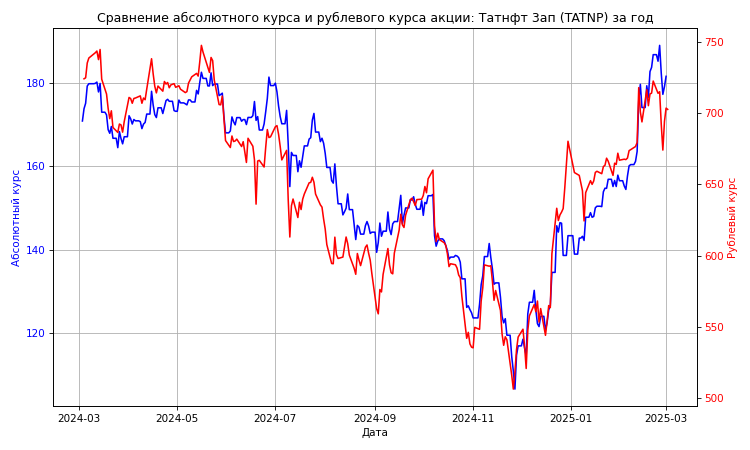 Сравнение абсолютного курса и рублевого курса акции: Татнфт 3ап (TATNP) за год
750
180
700
160
650
Абсолютный курс
Рублевый курс
600
140
550
120
500
2024-03 2024-05 2024-07 2024-09 2024-11 2025-01 2025-03
Дата